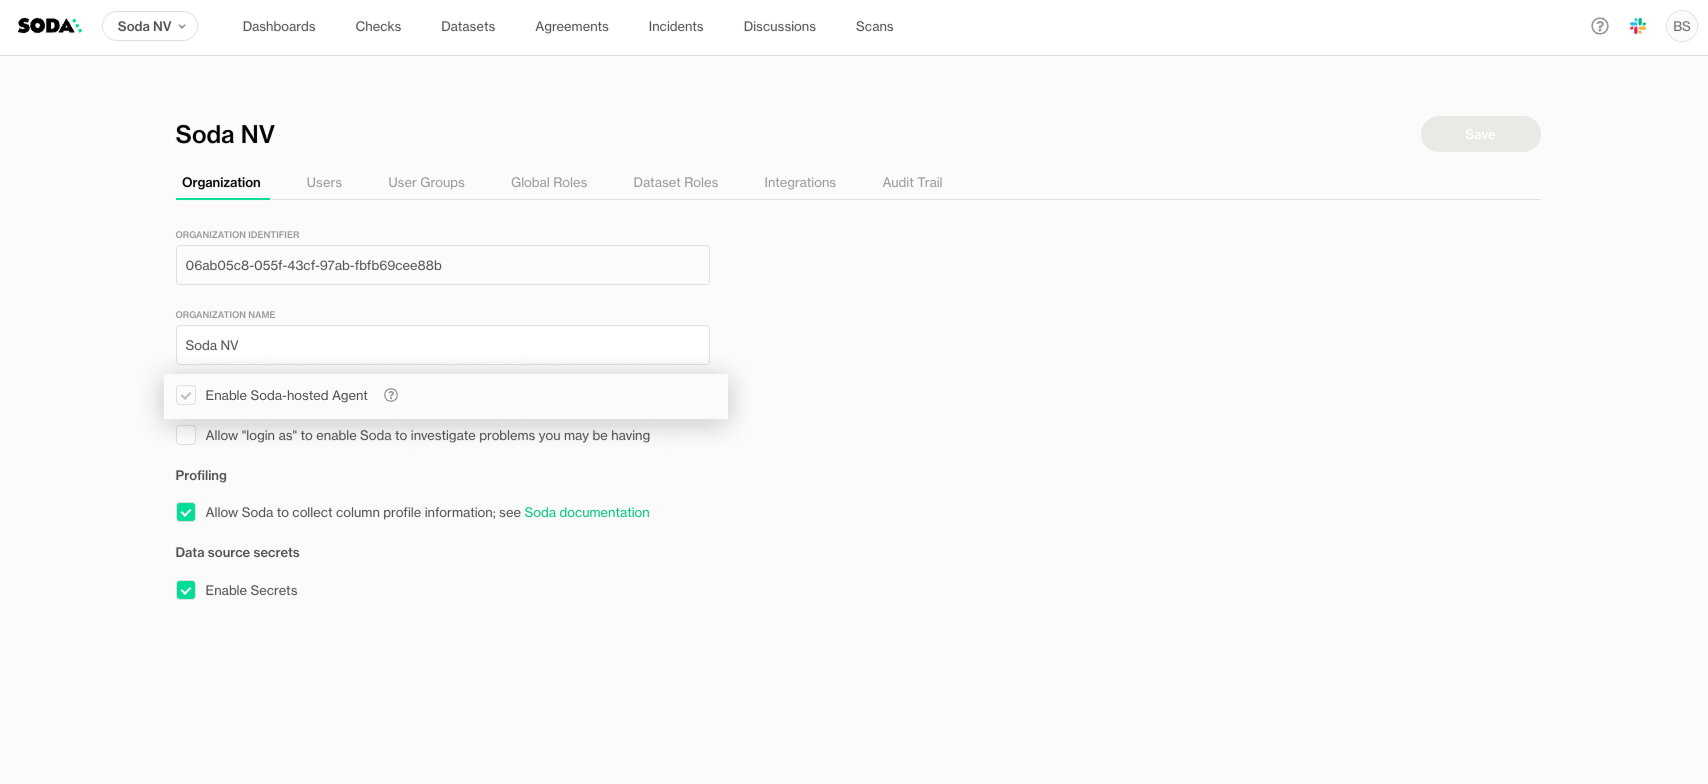 SODA Soda NV Dashboards Checks Datasets Agreements Incidents Discussions Scans ? BS
Soda NV Save
Organization Users User Groups Global Roles Dataset Roles Integrations Audit Trail
ORGANIZATION IDENTIFIER
06ab05c8-055f-43cf-97ab-fbfb69cee88b
ORGANIZATION NAME
Soda NV
Enable Soda-hosted Agent ?
Allow "login as" to enable Soda to investigate problems you may be having
Profiling
Allow Soda to collect column profile information; see Soda documentation
Data source secrets
Enable Secrets